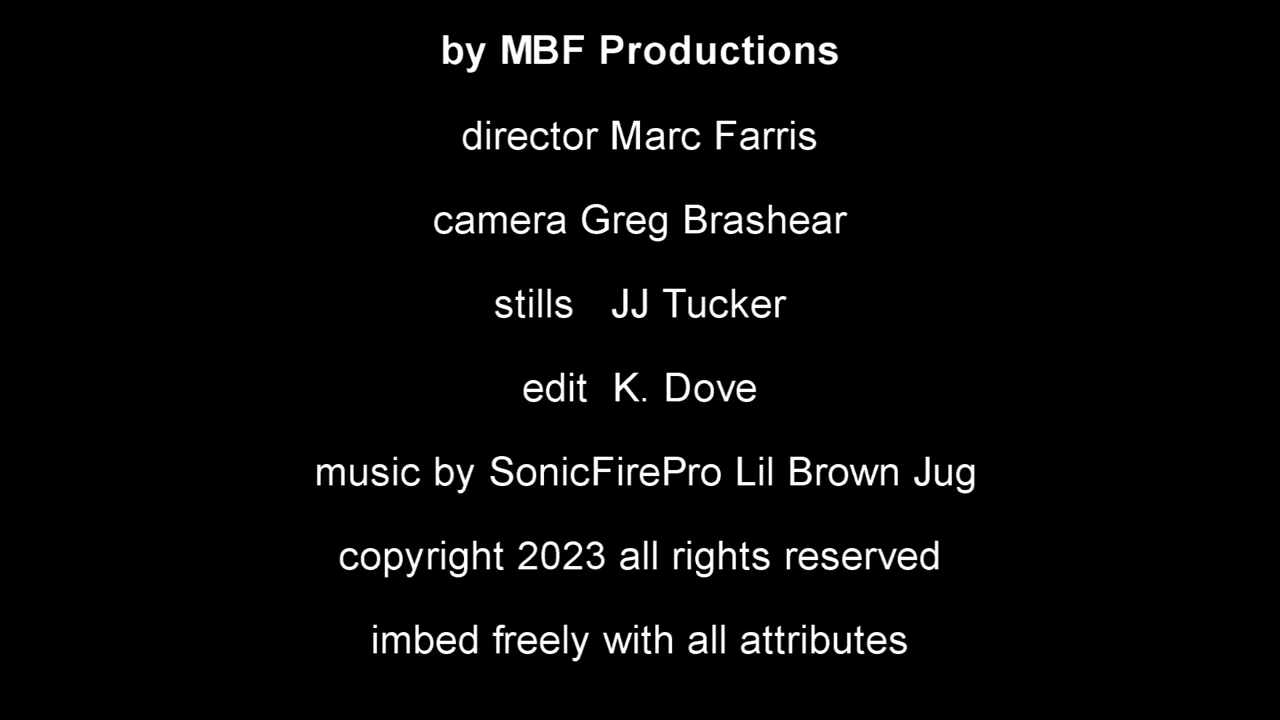 by MBF Productions
director Marc Farris
camera Greg Brashear
stills   JJ Tucker
edit  K. Dove
music by SonicFirePro Lil Brown Jug
copyright 2023 all rights reserved
imbed freely with all attributes